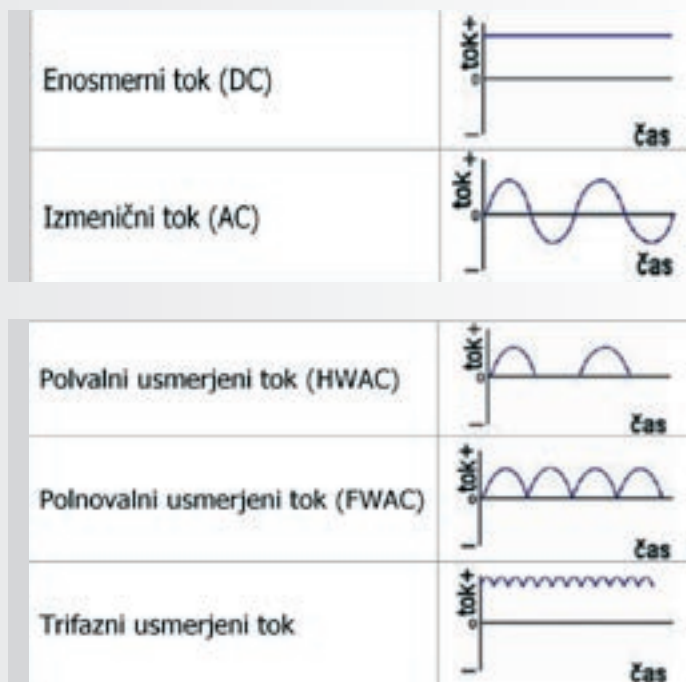 Enosmerni tok (DC)
tok+
0
–
čas
Izmenični tok (AC)
tok+
0
–
čas
Polvalni usmerjeni tok (HWAC)
tok+
0
–
čas
Polnovalni usmerjeni tok (FWAC)
tok+
0
–
čas
Trifazni usmerjeni tok
tok+
0
–
čas